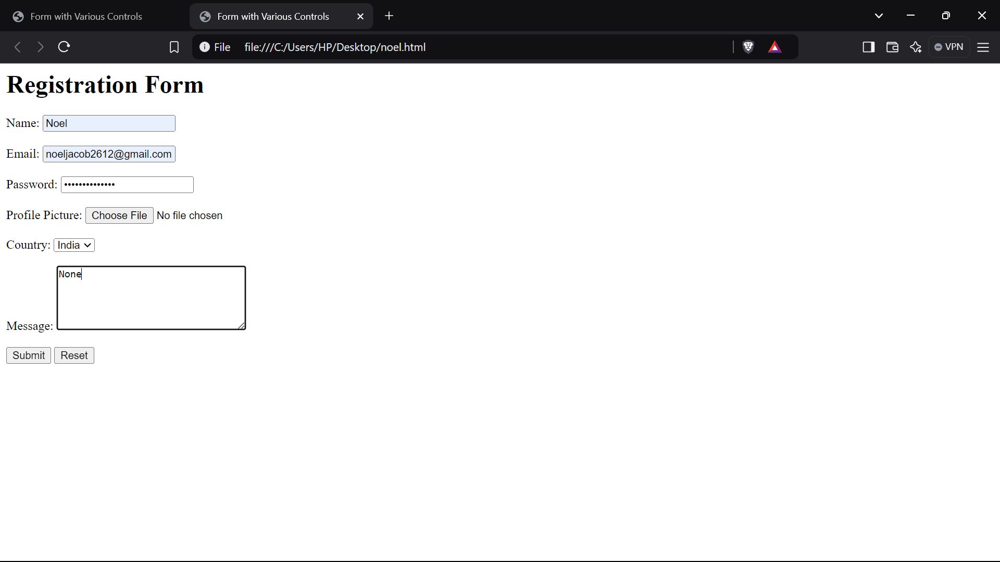 Form with Various Controls
Form with Various Controls
File file:///C:/Users/HP/Desktop/noel.html
VPN
Registration Form
Name: Noel
Email: noeljacob2612@gmail.com
Password: ••••••••••••••
Profile Picture: Choose File No file chosen
Country: India
None
Message:
Submit Reset